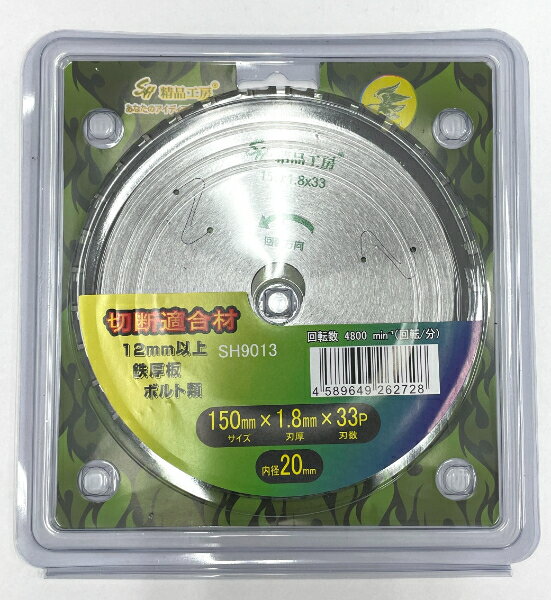 SH 精品工房®
あなたのアイディ
SH 精品工房
1.8x33
回転方向
切断適合材
12mm以上 SH9013
鉄厚板
ボルト類
回転数 4800 min⁻¹(回転/分)
4 589649 262728
150mm×1.8mm×33P
サイズ 刃厚 刃数
内径20mm